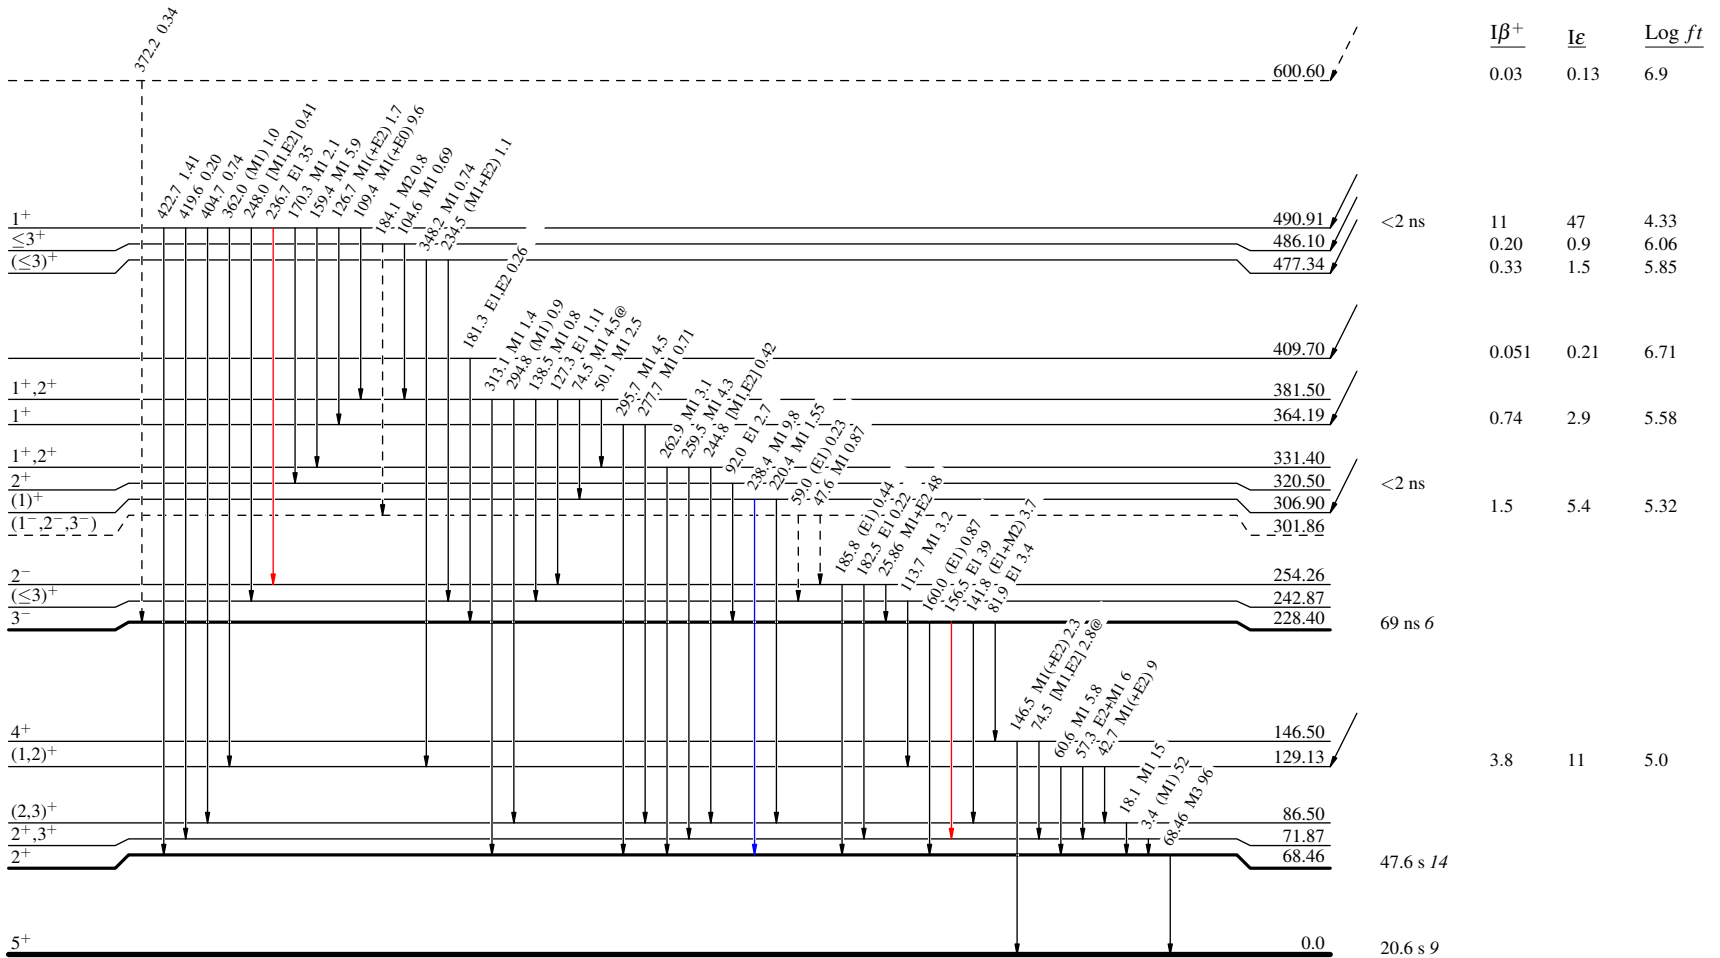 Iβ⁺ Iε Log ft
372.2 0.34
600.60 0.03 0.13 6.9
422.7 1.41
419.6 0.20
404.7 0.74
362.0 (M1) 1.0
248.0 [M1,E2] 0.41
236.7 E1 35
170.3 M1 2.1
159.4 M1 5.9
126.7 M1(+E2) 1.7
109.4 M1(+E0) 9.6
184.1 M2 0.8
104.6 M1 0.69
348.2 M1 0.74
234.5 (M1+E2) 1.1
1⁺ 490.91 <2 ns 11 47 4.33
≤3⁺ 486.10 0.20 0.9 6.06
(≤3)⁺ 477.34 0.33 1.5 5.85
181.3 E1,E2 0.26
409.70 0.051 0.21 6.71
313.1 M1 1.4
294.8 (M1) 0.9
138.5 M1 0.8
127.3 E1 1.11
74.5 M1 4.5@
50.1 M1 2.5
1⁺,2⁺ 381.50
295.7 M1 4.5
277.7 M1 0.71
1⁺ 364.19 0.74 2.9 5.58
262.9 M1 3.1
259.5 M1 4.3
244.8 [M1,E2] 0.42
1⁺,2⁺ 331.40
92.0 E1 2.7
2⁺ 320.50 <2 ns
238.4 M1 9.8
220.4 M1 1.55
(1)⁺ 306.90 1.5 5.4 5.32
59.0 (E1) 0.23
47.6 M1 0.87
(1⁻,2⁻,3⁻) 301.86
185.8 (E1) 0.44
182.5 E1 0.22
25.86 M1+E2 48
2⁻ 254.26
113.7 M1 3.2
(≤3)⁺ 242.87
160.0 (E1) 0.87
156.5 E1 39
141.8 (E1+M2) 3.7
81.9 E1 3.4
3⁻ 228.40 69 ns 6
146.5 M1(+E2) 2.3
74.5 [M1,E2] 2.8@
4⁺ 146.50
60.6 M1 5.8
57.3 E2+M1 6
42.7 M1(+E2) 9
(1,2)⁺ 129.13 3.8 11 5.0
18.1 M1 15
(2,3)⁺ 86.50
3.4 (M1) 52
2⁺,3⁺ 71.87
68.46 M3 96
2⁺ 68.46 47.6 s 14
5⁺ 0.0 20.6 s 9